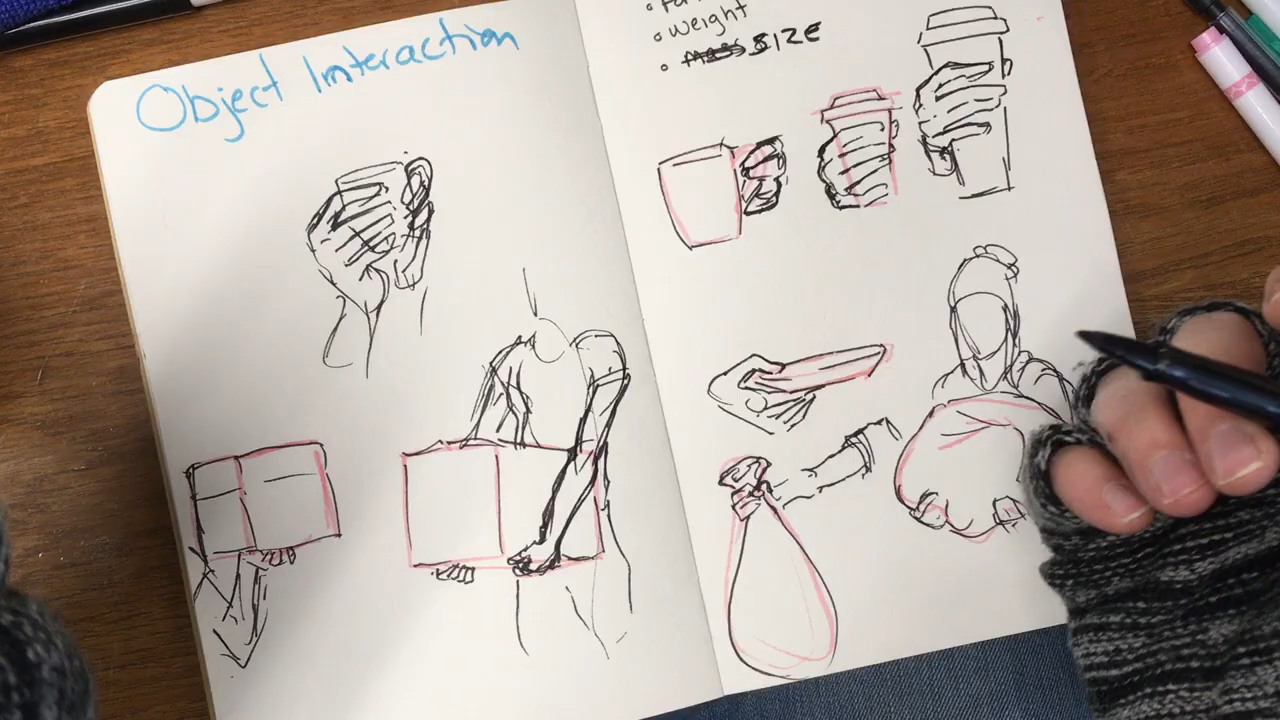 Object Interaction
• weight
• SIZE